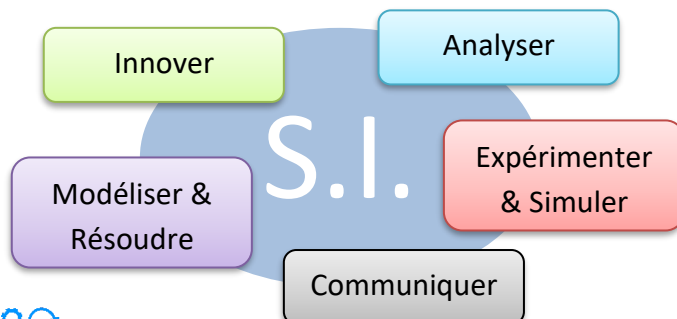 Innover
Analyser
S.I.
Expérimenter
& Simuler
Modéliser &
Résoudre
Communiquer